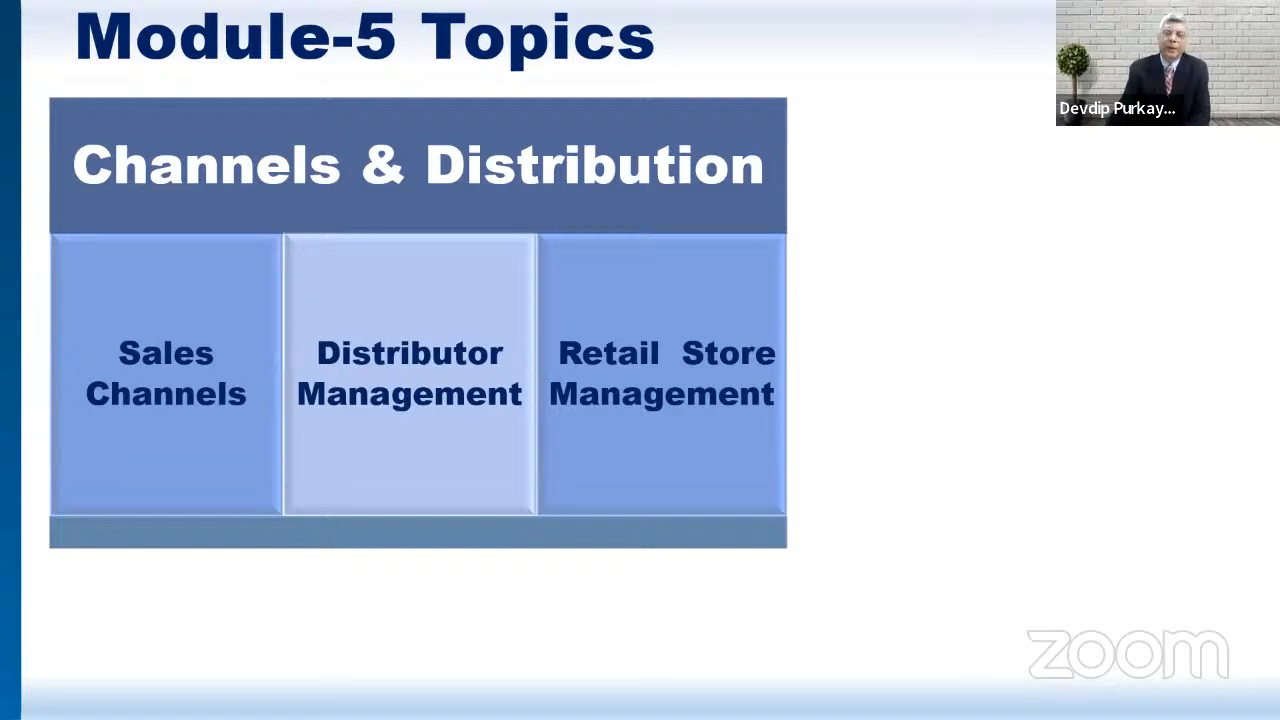 Module-5 Topics
Devdip Purkay...
Channels & Distribution
Sales
Channels
Distributor
Management
Retail Store
Management
zoom